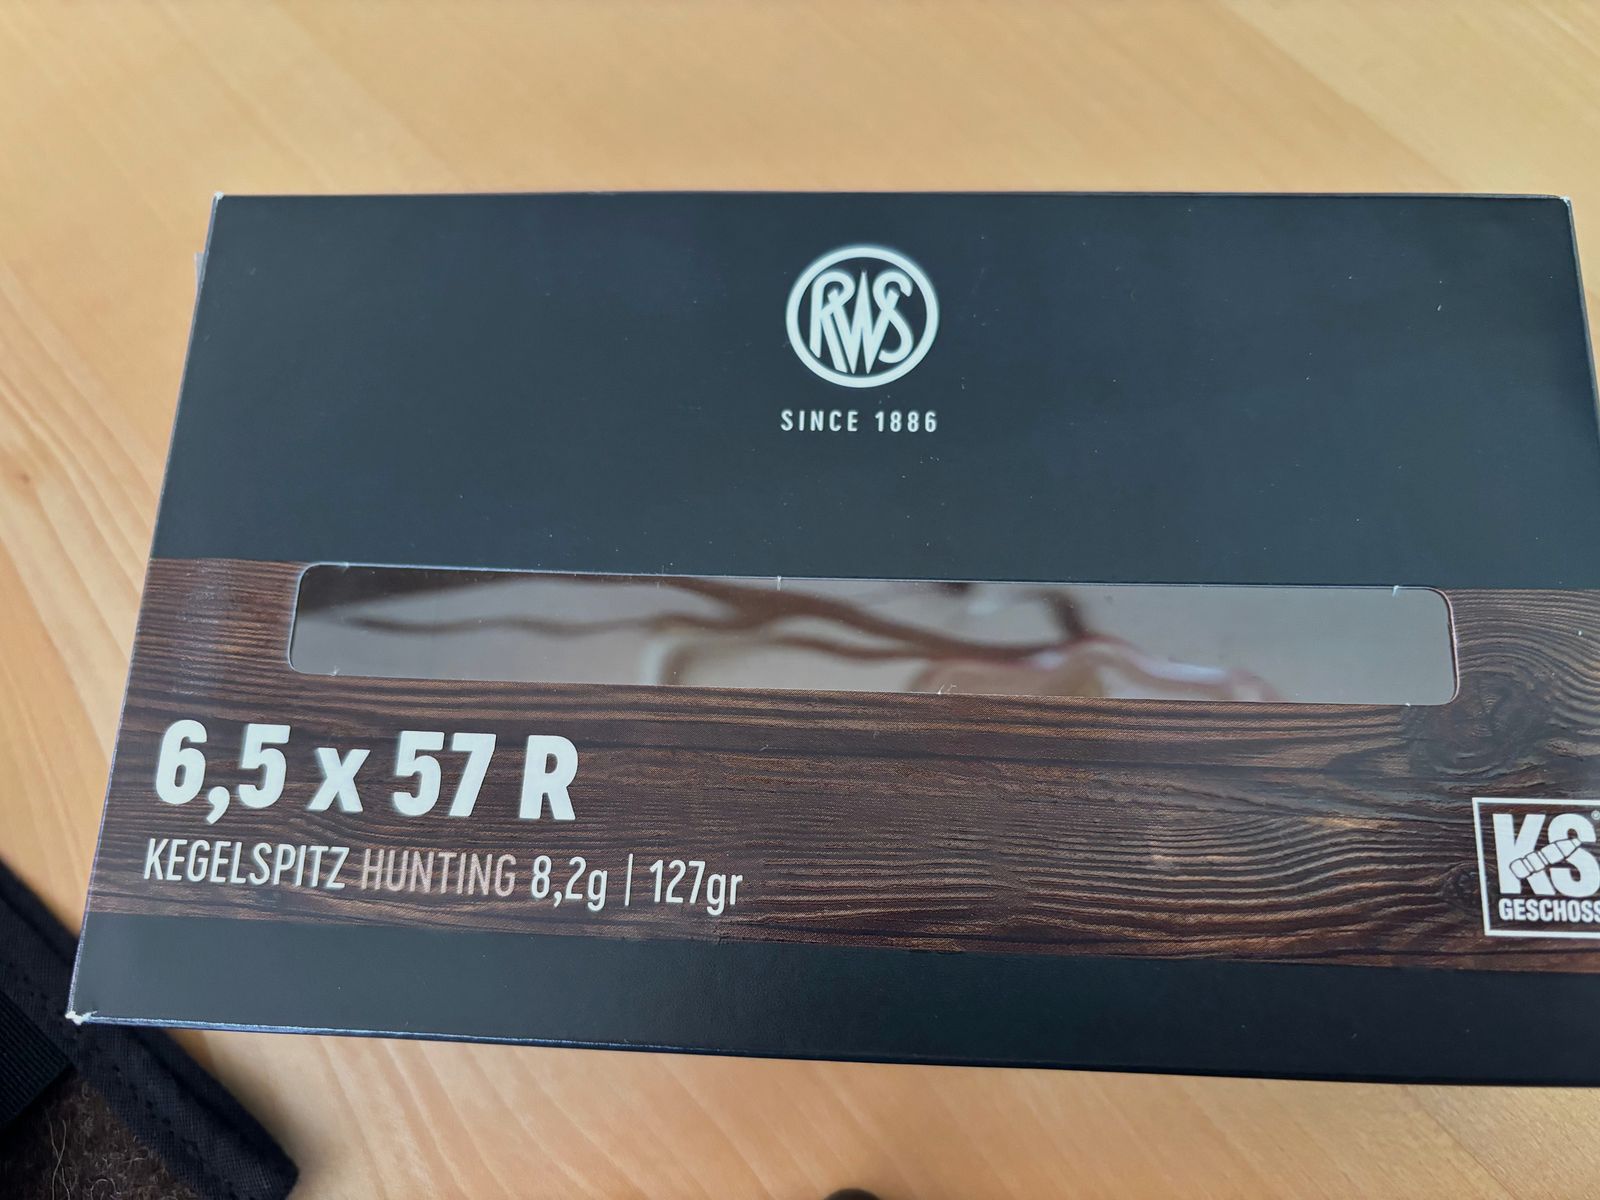 RWS
SINCE 1886
6,5 x 57 R
KEGELSPITZ HUNTING 8,2g | 127gr
KS®
GESCHOSS